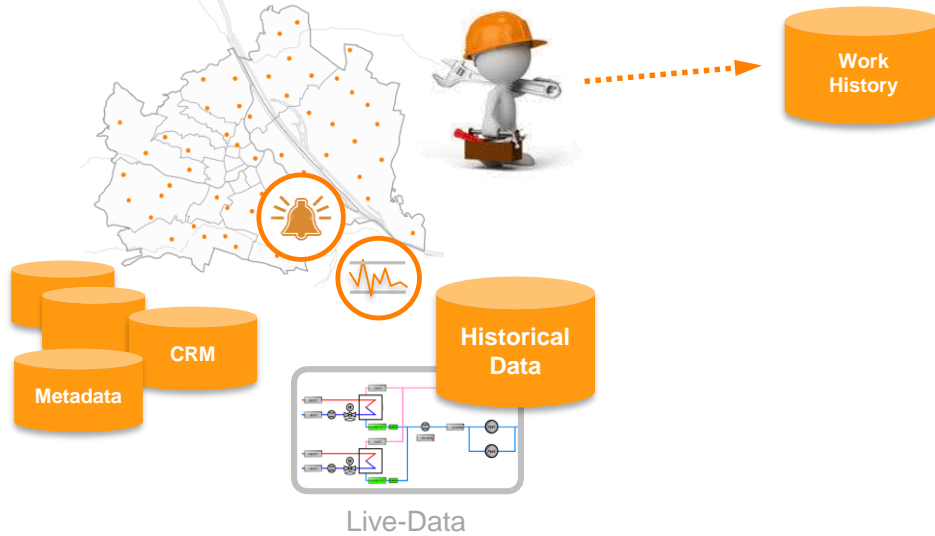 Work
History
Historical
Data
CRM
Metadata
Live-Data